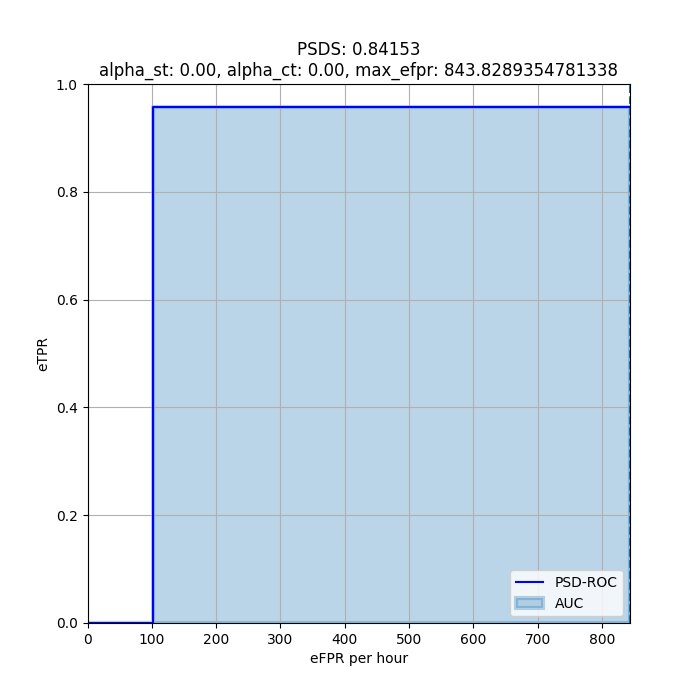 PSDS: 0.84153
alpha_st: 0.00, alpha_ct: 0.00, max_efpr: 843.8289354781338
1.0
0.8
0.6
0.4
0.2
0.0
eTPR
0 100 200 300 400 500 600 700 800
eFPR per hour
PSD-ROC
AUC